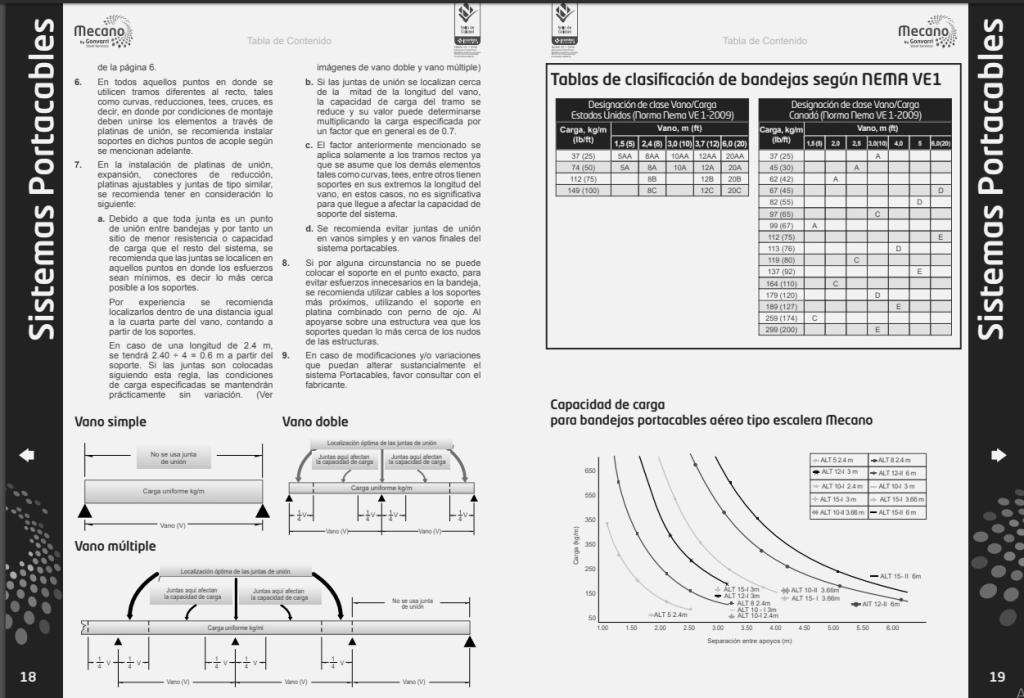 Sistemas Portacables
Mecano
by Gonvarri
Steel Services
Tabla de Contenido
de la página 6.
6. En todos aquellos puntos en donde se
utilicen tramos diferentes al recto, tales
como curvas, reducciones, tees, cruces, es
decir, en donde por condiciones de montaje
deban unirse los elementos a través de
platinas de unión, se recomienda instalar
soportes en dichos puntos de acople según
se mencionan adelante.
7. En la instalación de platinas de unión,
expansión, conectores de reducción,
platinas ajustables y juntas de tipo similar,
se recomienda tener en consideración lo
siguiente:
a. Debido a que toda junta es un punto
de unión entre bandejas y por tanto un
sitio de menor resistencia o capacidad
de carga que el resto del sistema, se
recomienda que las juntas se localicen en
aquellos puntos en donde los esfuerzos
sean mínimos, es decir lo más cerca
posible a los soportes.
Por experiencia se recomienda
localizarlos dentro de una distancia igual
a la cuarta parte del vano, contando a
partir de los soportes.
En caso de una longitud de 2.4 m,
se tendrá 2.40 ÷ 4 = 0.6 m a partir del
soporte. Si las juntas son colocadas
siguiendo esta regla, las condiciones
de carga especificadas se mantendrán
prácticamente sin variación. (Ver
imágenes de vano doble y vano múltiple)
b. Si las juntas de unión se localizan cerca
de la mitad de la longitud del vano,
la capacidad de carga del tramo se
reduce y su valor puede determinarse
multiplicando la carga especificada por
un factor que en general es de 0.7.
c. El factor anteriormente mencionado se
aplica solamente a los tramos rectos ya
que se asume que los demás elementos
tales como curvas, tees, entre otros tienen
soportes en sus extremos la longitud del
vano, en estos casos, no es significativa
para que llegue a afectar la capacidad de
soporte del sistema.
d. Se recomienda evitar juntas de unión
en vanos simples y en vanos finales del
sistema portacables.
8. Si por alguna circunstancia no se puede
colocar el soporte en el punto exacto, para
evitar esfuerzos innecesarios en la bandeja,
se recomienda utilizar cables a los soportes
más próximos, utilizando el soporte en
platina combinado con perno de ojo. Al
apoyarse sobre una estructura vea que los
soportes quedan lo más cerca de los nudos
de las estructuras.
9. En caso de modificaciones y/o variaciones
que puedan alterar sustancialmente el
sistema Portacables, favor consultar con el
fabricante.
Vano simple
No se usa junta
de unión
Carga uniforme kg/m
Vano (V)
Vano doble
Localización óptima de las juntas de unión
Juntas aquí afectan
la capacidad de carga
Juntas aquí afectan
la capacidad de carga
Carga uniforme kg/m
1/4 V 1/4 V 1/4 V 1/4 V
Vano (V) Vano (V)
Vano múltiple
Localización óptima de las juntas de unión
Juntas aquí afectan
la capacidad de carga
Juntas aquí afectan
la capacidad de carga
No se usa junta
de unión
Carga uniforme kg/ml
1/4 V 1/4 V 1/4 V 1/4 V 1/4 V
Vano (V) Vano (V) Vano (V)
18
Tabla de Contenido
Mecano
by Gonvarri
Steel Services
Sistemas Portacables
Tablas de clasificación de bandejas según NEMA VE1
Designación de clase Vano/Carga
Estados Unidos (Norma Nema VE 1-2009)
Carga, kg/m (lb/ft) Vano, m (ft)
1,5 (5) 2,4 (8) 3,0 (10) 3,7 (12) 6,0 (20)
37 (25) 5AA 8AA 10AA 12AA 20AA
74 (50) 5A 8A 10A 12A 20A
112 (75) 8B 12B 20B
149 (100) 8C 12C 20C
Designación de clase Vano/Carga
Canadá (Norma Nema VE 1-2009)
Carga, kg/m (lb/ft) Vano, m (ft)
1,5 (5) 2,0 2,5 3,0(10) 4,0 5 6,0(20)
37 (25) A
45 (30) A
62 (42) A
67 (45) D
82 (55) D
97 (65) C
99 (67) A
112 (75) E
113 (76) D
119 (80) C
137 (92) E
164 (110) C
179 (120) D
189 (127) E
259 (174) C
299 (200) E
Capacidad de carga
para bandejas portacables aéreo tipo escalera Mecano
ALT 5 2.4 m ALT 8 2.4 m
ALT 12-I 3 m ALT 12-II 6 m
ALT 10-I 2.4 m ALT 10-I 3 m
ALT 15-I 3 m ALT 15-I 3.66 m
ALT 10-II 3.66 m ALT 15-II 6 m
Carga (kg/m)
650
550
450
350
250
150
50
ALT 15- II 6m
ALT 15-I 3m
ALT 12-I 3m
ALT 8 2.4m
ALT 10 - I 3m
ALT 10-I 2.4m
ALT 5 2.4m
ALT 10-II 3.66m
ALT 15- I 3.66m
ALT 12-II 6m
1.00 1.50 2.00 2.50 3.00 3.50 4.00 4.50 5.00 5.50 6.00
Separación entre apoyos (m)
19